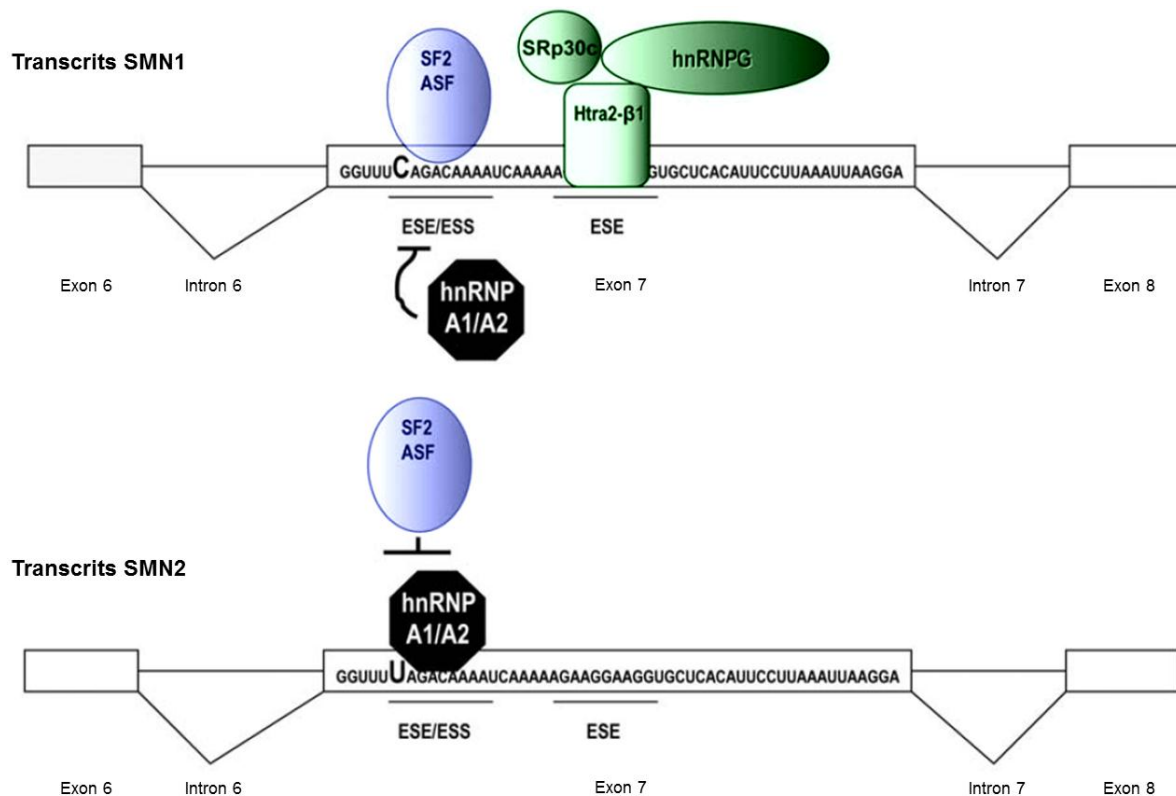 Transcrits SMN1
SF2
ASF
SRp30c
hnRNPG
Htra2-β1
GGUUUCAGACAAAAUCAAAAA GUGCUCACAUUCCUUAAAUUAAGGA
ESE/ESS
ESE
hnRNP
A1/A2
Exon 6
Intron 6
Exon 7
Intron 7
Exon 8
SF2
ASF
Transcrits SMN2
hnRNP
A1/A2
GGUUUUAGACAAAAUCAAAAAGAAGGAAGGUGCUCACAUUCCUUAAAUUAAGGA
ESE/ESS
ESE
Exon 6
Intron 6
Exon 7
Intron 7
Exon 8